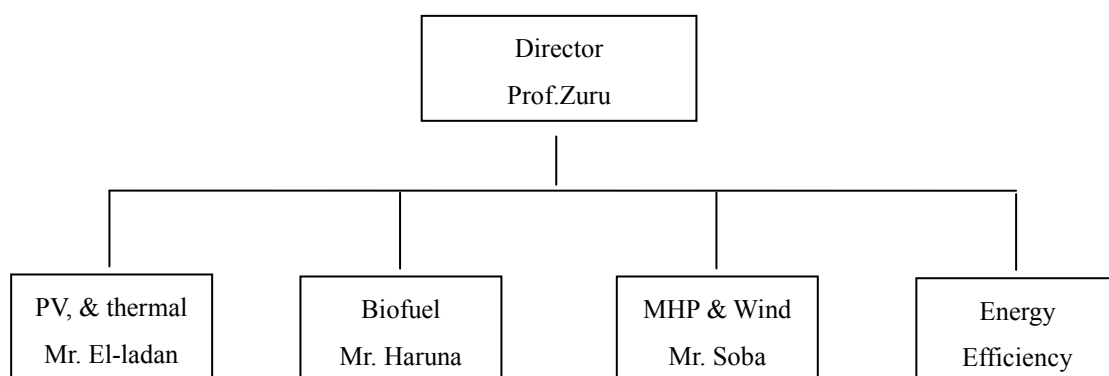 Director
Prof.Zuru
PV, & thermal
Mr. El-ladan
Biofuel
Mr. Haruna
MHP & Wind
Mr. Soba
Energy
Efficiency